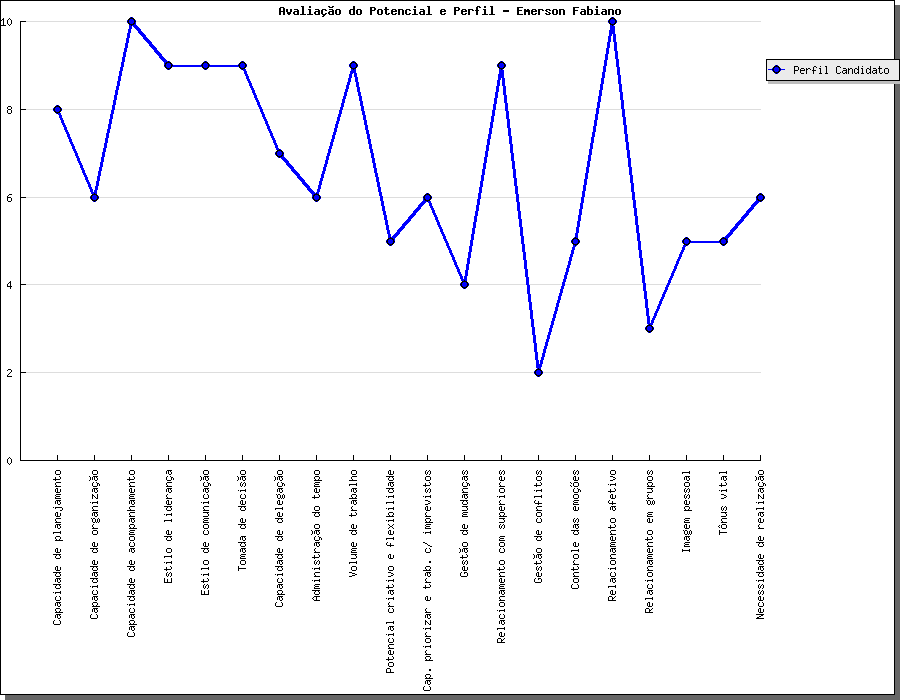 Avaliação do Potencial e Perfil - Emerson Fabiano
Perfil Candidato
10
8
6
4
2
0
Capacidade de planejamento
Capacidade de organização
Capacidade de acompanhamento
Estilo de liderança
Estilo de comunicação
Tomada de decisão
Capacidade de delegação
Administração do tempo
Volume de trabalho
Potencial criativo e flexibilidade
Cap. priorizar e trab. c/ imprevistos
Gestão de mudanças
Relacionamento com superiores
Gestão de conflitos
Controle das emoções
Relacionamento afetivo
Relacionamento em grupos
Imagem pessoal
Tônus vital
Necessidade de realização